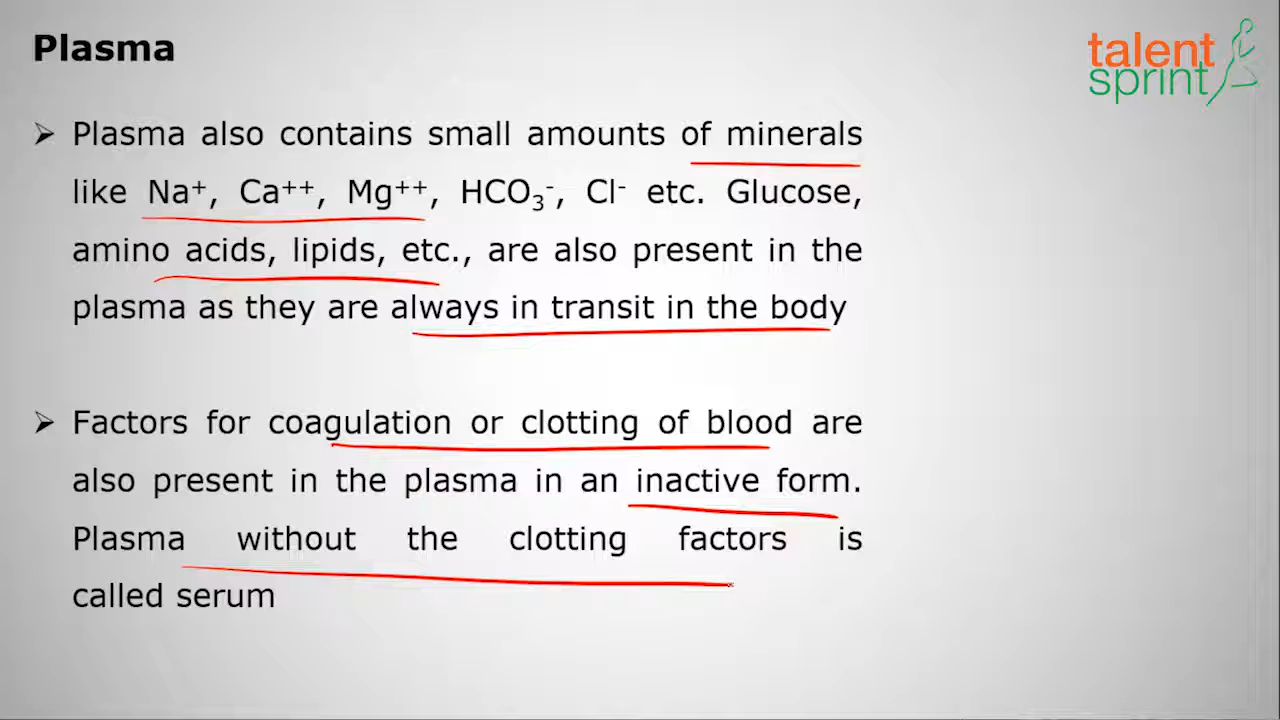 Plasma
talent
sprint
➢ Plasma also contains small amounts of minerals
like Na⁺, Ca⁺⁺, Mg⁺⁺, HCO₃⁻, Cl⁻ etc. Glucose,
amino acids, lipids, etc., are also present in the
plasma as they are always in transit in the body
➢ Factors for coagulation or clotting of blood are
also present in the plasma in an inactive form.
Plasma without the clotting factors is
called serum